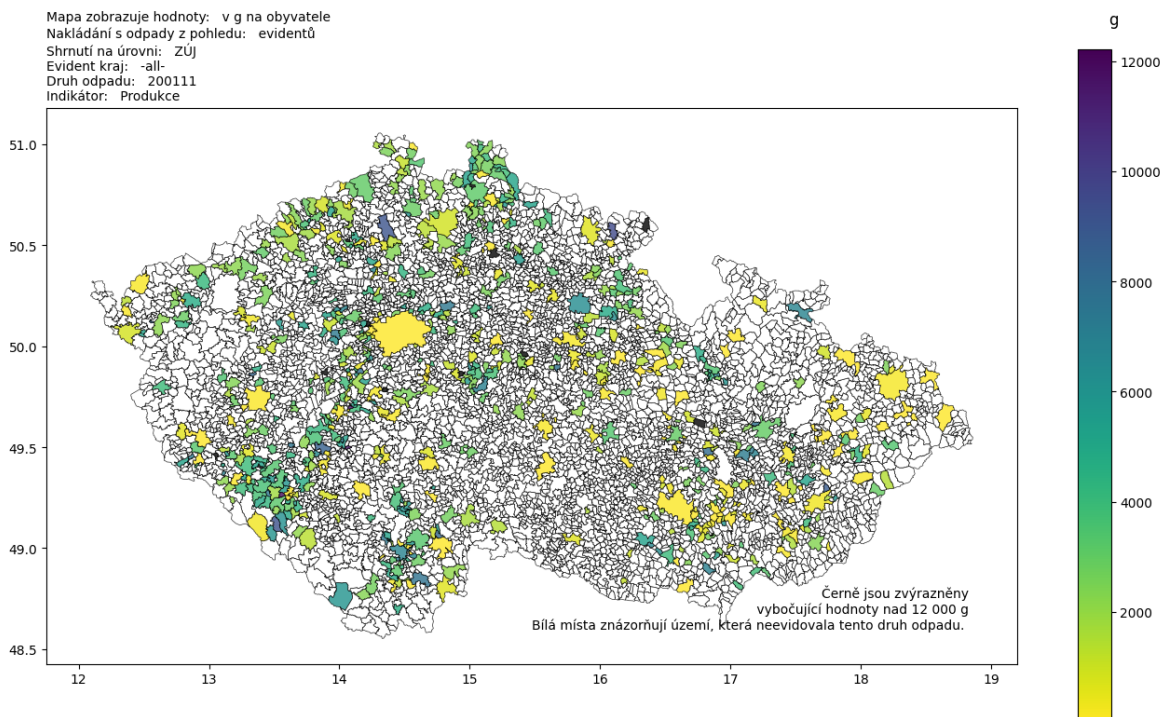 Mapa zobrazuje hodnoty: v g na obyvatele
Nakládání s odpady z pohledu: evidentů
Shrnutí na úrovni: ZÚJ
Evident kraj: -all-
Druh odpadu: 200111
Indikátor: Produkce
g
12000
10000
8000
6000
4000
2000
51.0
50.5
50.0
49.5
49.0
48.5
12
13
14
15
16
17
18
19
Černě jsou zvýrazněny
vybočující hodnoty nad 12 000 g
Bílá místa znázorňují území, která neevidovala tento druh odpadu.